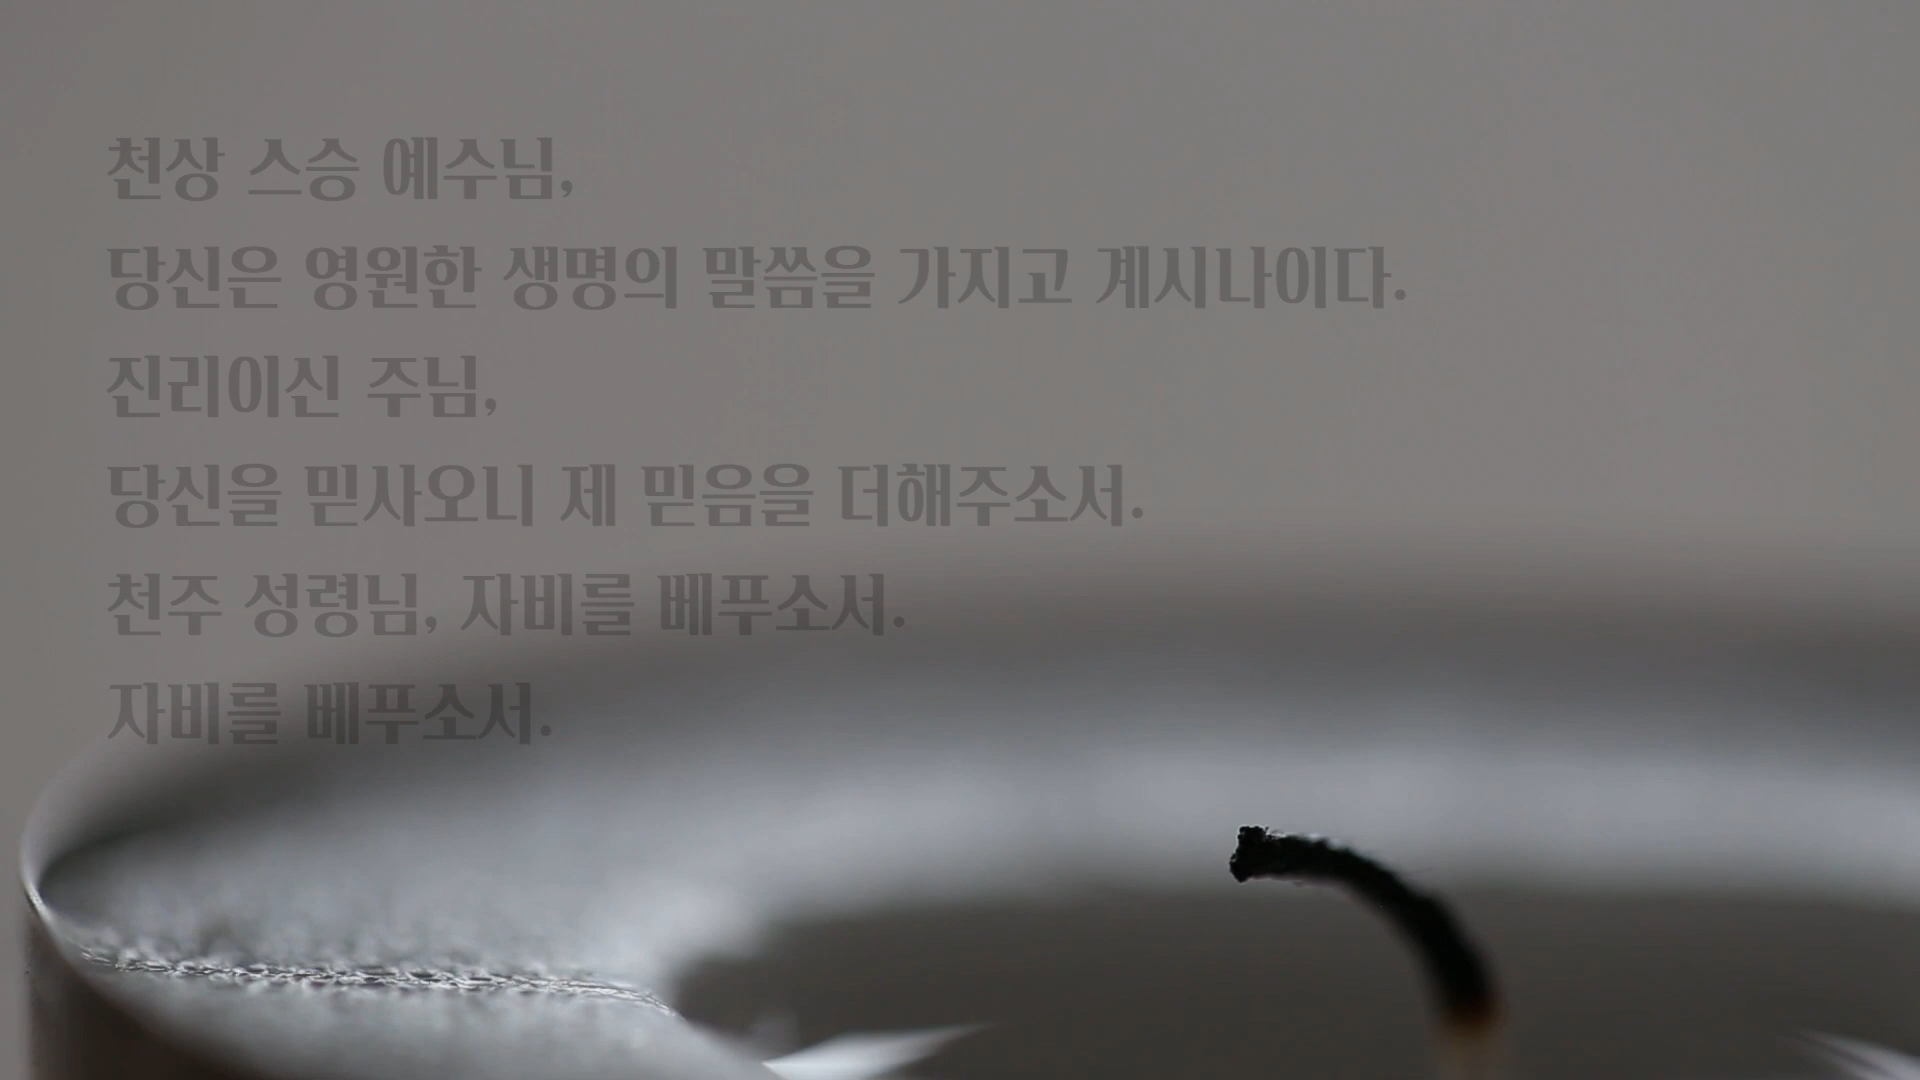 천상 스승 예수님,
당신은 영원한 생명의 말씀을 가지고 계시나이다.
진리이신 주님,
당신을 믿사오니 제 믿음을 더해주소서.
천주 성령님, 자비를 베푸소서.
자비를 베푸소서.